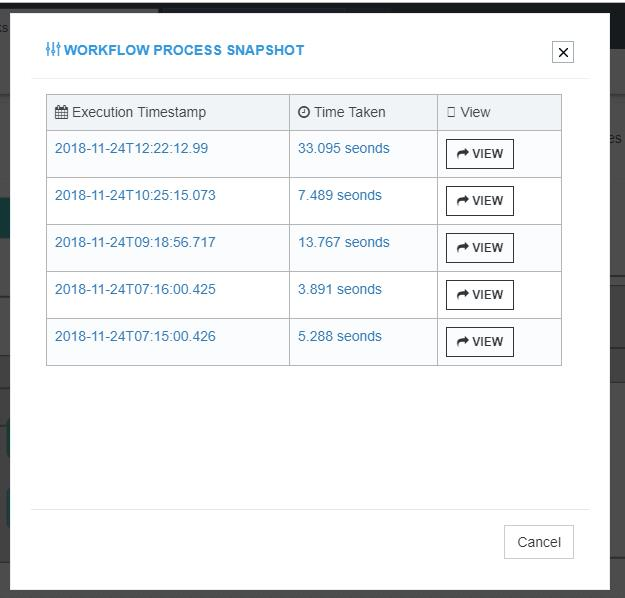 WORKFLOW PROCESS SNAPSHOT
Execution Timestamp Time Taken View
2018-11-24T12:22:12.99 33.095 seonds VIEW
2018-11-24T10:25:15.073 7.489 seonds VIEW
2018-11-24T09:18:56.717 13.767 seonds VIEW
2018-11-24T07:16:00.425 3.891 seonds VIEW
2018-11-24T07:15:00.426 5.288 seonds VIEW
Cancel